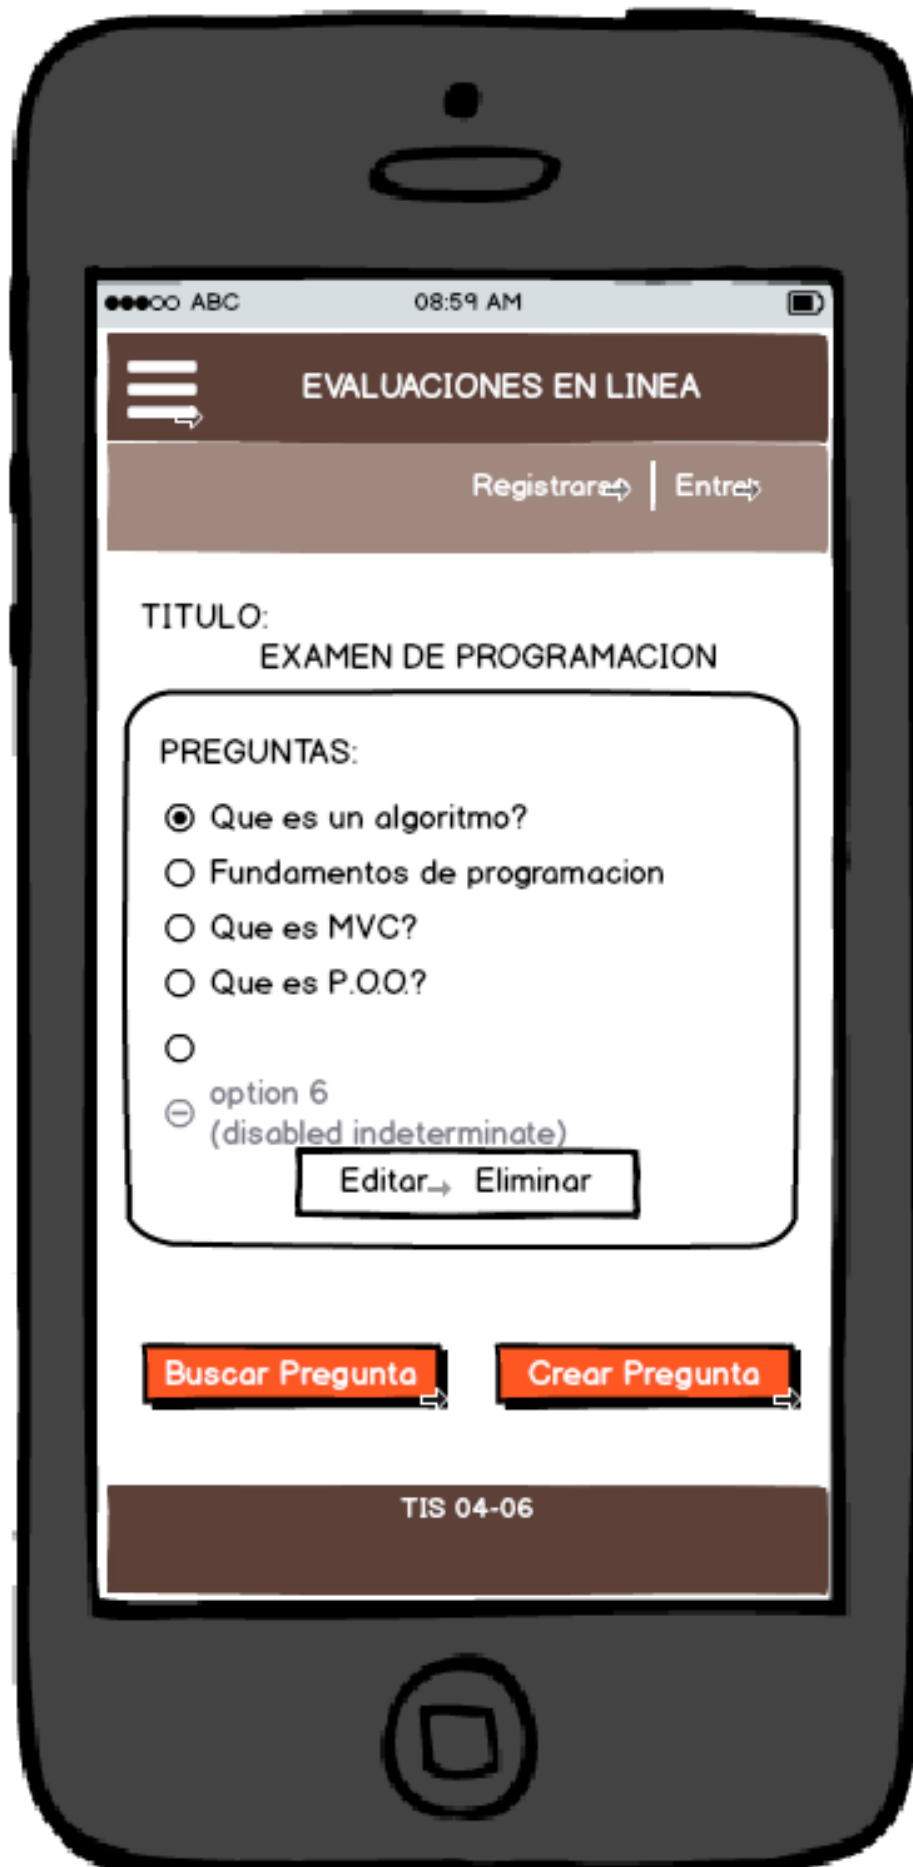 ABC 08:59 AM
EVALUACIONES EN LINEA
Registrarse Entrar
TITULO:
EXAMEN DE PROGRAMACION
PREGUNTAS:
Que es un algoritmo?
Fundamentos de programacion
Que es MVC?
Que es P.O.O.?
option 6
(disabled indeterminate)
Editar Eliminar
Buscar Pregunta Crear Pregunta
TIS 04-06